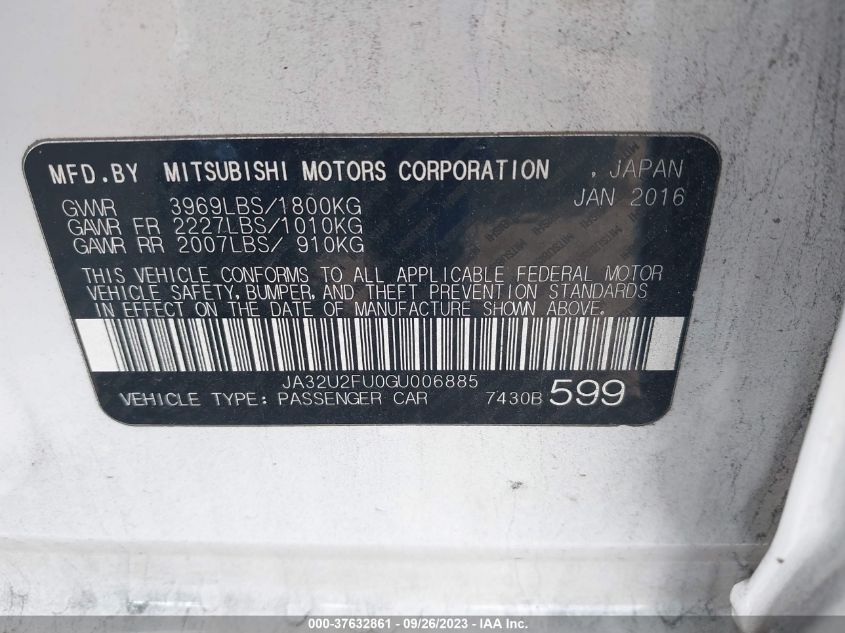 MFD.BY MITSUBISHI MOTORS CORPORATION , JAPAN
JAN 2016
GVWR 3969LBS/1800KG
GAWR FR 2227LBS/1010KG
GAWR RR 2007LBS/ 910KG
THIS VEHICLE CONFORMS TO ALL APPLICABLE FEDERAL MOTOR
VEHICLE SAFETY, BUMPER, AND THEFT PREVENTION STANDARDS
IN EFFECT ON THE DATE OF MANUFACTURE SHOWN ABOVE.
JA32U2FU0GU006885
VEHICLE TYPE: PASSENGER CAR 7430B 599
000-37632861 - 09/26/2023 - © IAA Inc.